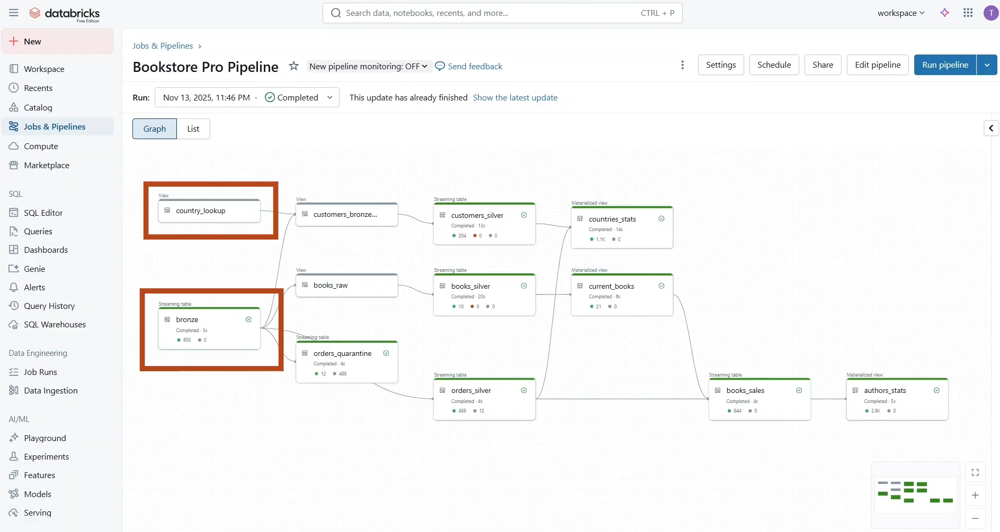 databricks
Free Edition
Search data, notebooks, recents, and more...
CTRL + P
workspace
T
New
Workspace
Recents
Catalog
Jobs & Pipelines
Compute
Marketplace
SQL
SQL Editor
Queries
Dashboards
Genie
Alerts
Query History
SQL Warehouses
Data Engineering
Job Runs
Data Ingestion
AI/ML
Playground
Experiments
Features
Models
Serving
Jobs & Pipelines ›
Bookstore Pro Pipeline
New pipeline monitoring: OFF
Send feedback
Settings
Schedule
Share
Edit pipeline
Run pipeline
Run:
Nov 13, 2025, 11:46 PM · Completed
This update has already finished
Show the latest update
Graph
List
View
country_lookup
View
customers_bronze...
Streaming table
customers_silver
Completed · 13s
204 0 0
Materialized view
countries_stats
Completed · 14s
1.1K 0
View
books_raw
Streaming table
books_silver
Completed · 20s
10 0 0
Materialized view
current_books
Completed · 6s
21 0
Streaming table
bronze
Completed · 5s
805 0
Streaming table
orders_quarantine
Completed · 4s
12 488
Streaming table
orders_silver
Completed · 4s
488 12
Streaming table
books_sales
Completed · 4s
844 0
Materialized view
authors_stats
Completed · 5s
2.9K 0